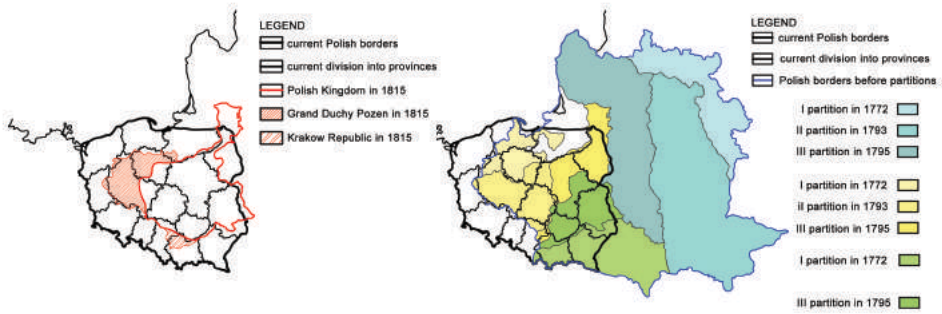 LEGEND
current Polish borders
current division into provinces
Polish Kingdom in 1815
Grand Duchy Pozen in 1815
Krakow Republic in 1815
LEGEND
current Polish borders
current division into provinces
Polish borders before partitions
I partition in 1772
II partition in 1793
III partition in 1795
I partition in 1772
iI partition in 1793
III partition in 1795
I partition in 1772
III partition in 1795